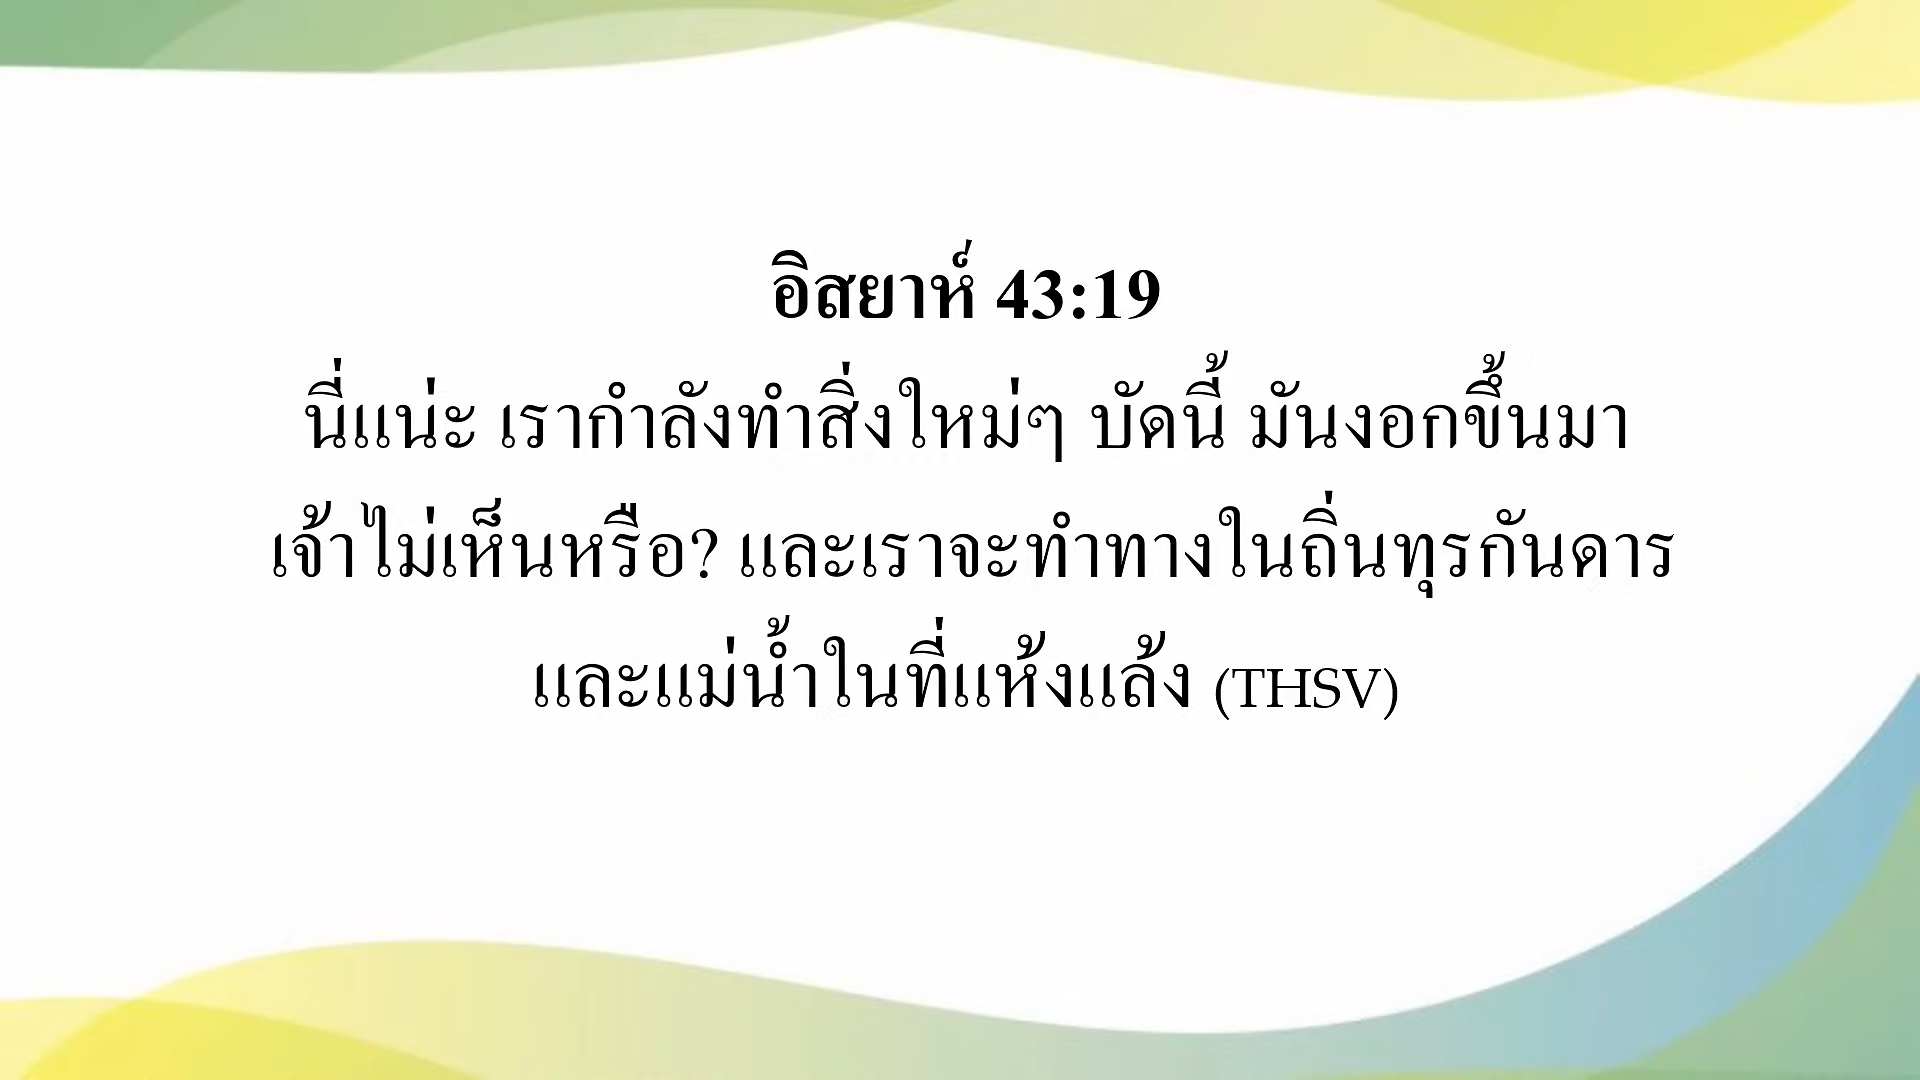 อิสยาห์ 43:19
นี่แน่ะ เรากำลังทำสิ่งใหม่ๆ บัดนี้ มันงอกขึ้นมา
เจ้าไม่เห็นหรือ? และเราจะทำทางในถิ่นทุรกันดาร
และแม่น้ำในที่แห้งแล้ง (THSV)